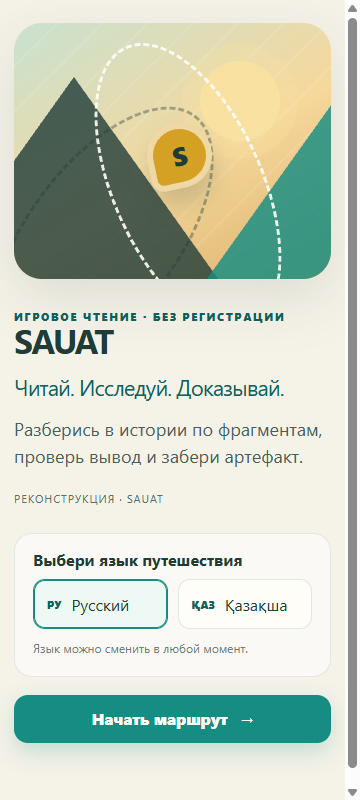 S
ИГРОВОЕ ЧТЕНИЕ · БЕЗ РЕГИСТРАЦИИ
SAUAT
Читай. Исследуй. Доказывай.
Разберись в истории по фрагментам,
проверь вывод и забери артефакт.
РЕКОНСТРУКЦИЯ · SAUAT
Выбери язык путешествия
РУ Русский
ҚАЗ Қазақша
Язык можно сменить в любой момент.
Начать маршрут →